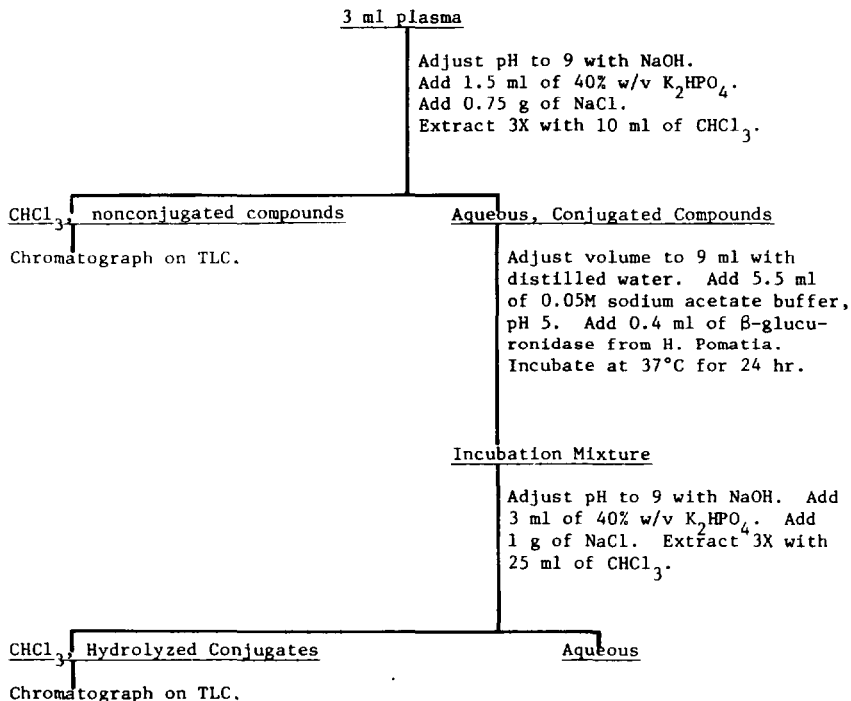 3 ml plasma
Adjust pH to 9 with NaOH.
Add 1.5 ml of 40% w/v K2HPO4.
Add 0.75 g of NaCl.
Extract 3X with 10 ml of CHCl3.
CHCl3, nonconjugated compounds
Chromatograph on TLC.
Aqueous, Conjugated Compounds
Adjust volume to 9 ml with
distilled water. Add 5.5 ml
of 0.05M sodium acetate buffer,
pH 5. Add 0.4 ml of β-glucu-
ronidase from H. Pomatia.
Incubate at 37°C for 24 hr.
Incubation Mixture
Adjust pH to 9 with NaOH. Add
3 ml of 40% w/v K2HPO4. Add
1 g of NaCl. Extract 3X with
25 ml of CHCl3.
CHCl3, Hydrolyzed Conjugates
Aqueous
Chromatograph on TLC.